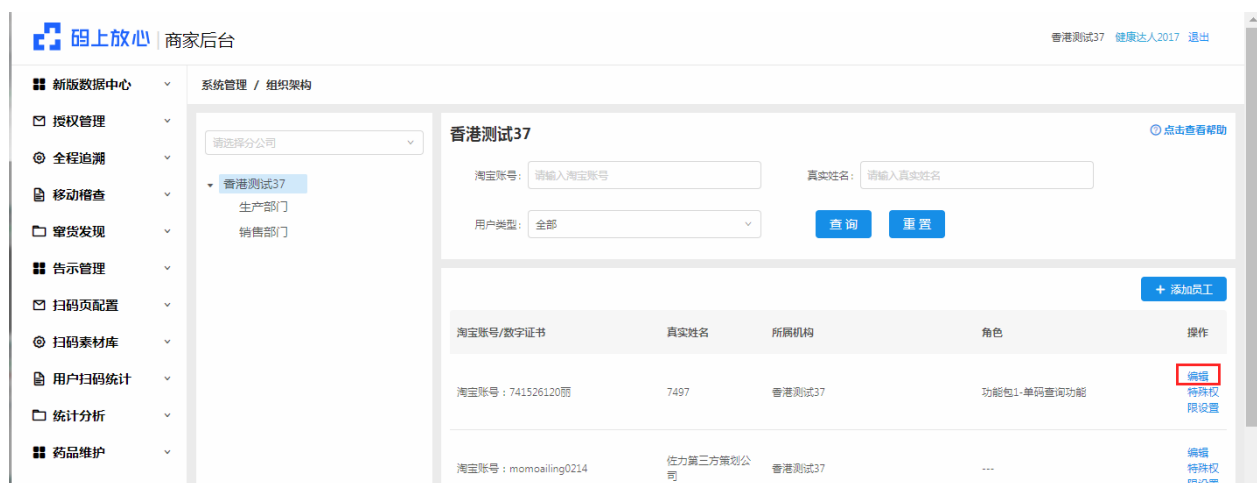 码上放心 商家后台
香港测试37 健康达人2017 退出
新版数据中心
授权管理
全程追溯
移动稽查
窜货发现
告示管理
扫码页配置
扫码素材库
用户扫码统计
统计分析
药品维护
系统管理 / 组织架构
请选择分公司
香港测试37
生产部门
销售部门
香港测试37
点击查看帮助
淘宝账号: 请输入淘宝账号 真实姓名: 请输入真实姓名
用户类型: 全部 查 询 重 置
+ 添加员工
淘宝账号/数字证书 真实姓名 所属机构 角色 操作
淘宝账号：741526120丽 7497 香港测试37 功能包1-单码查询功能 编辑
特殊权
限设置
淘宝账号：momoailing0214 佐力第三方策划公
司 香港测试37 --- 编辑
特殊权
限设置